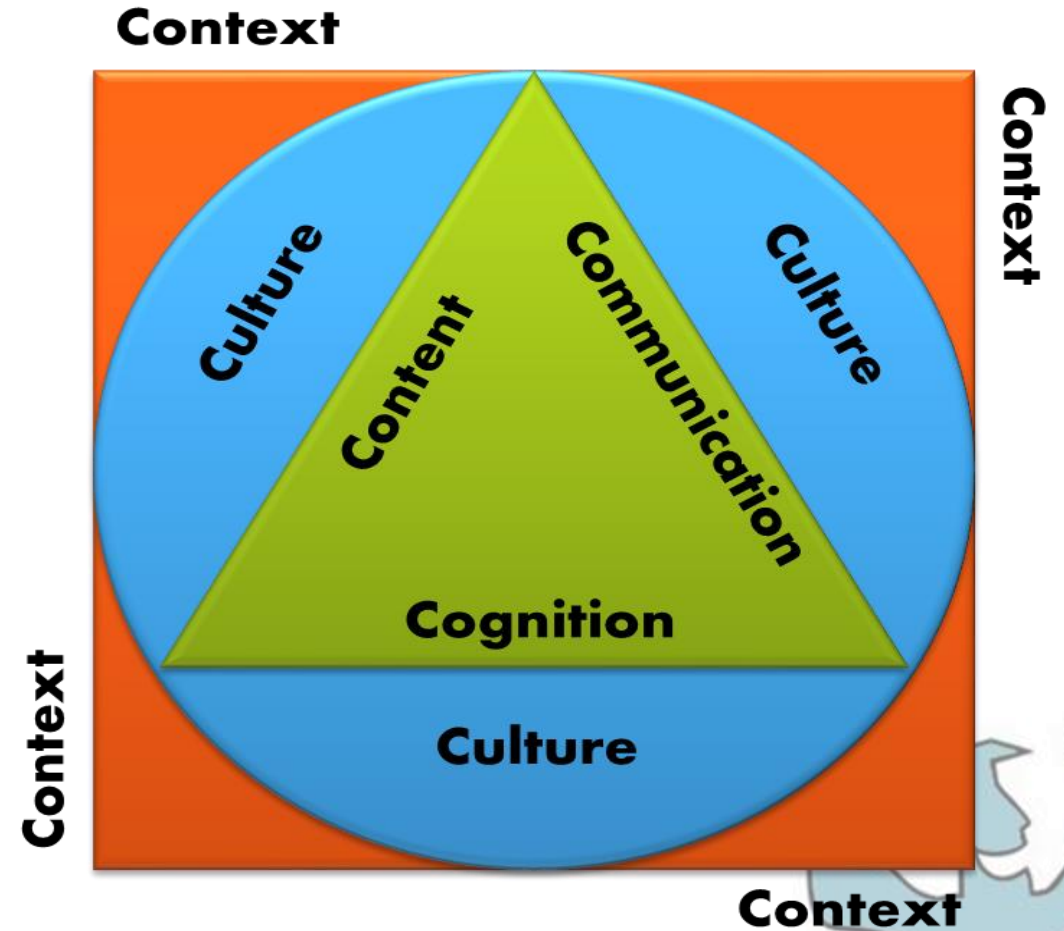 Context
Context
Culture
Culture
Content
Communication
Cognition
Culture
Context
Context